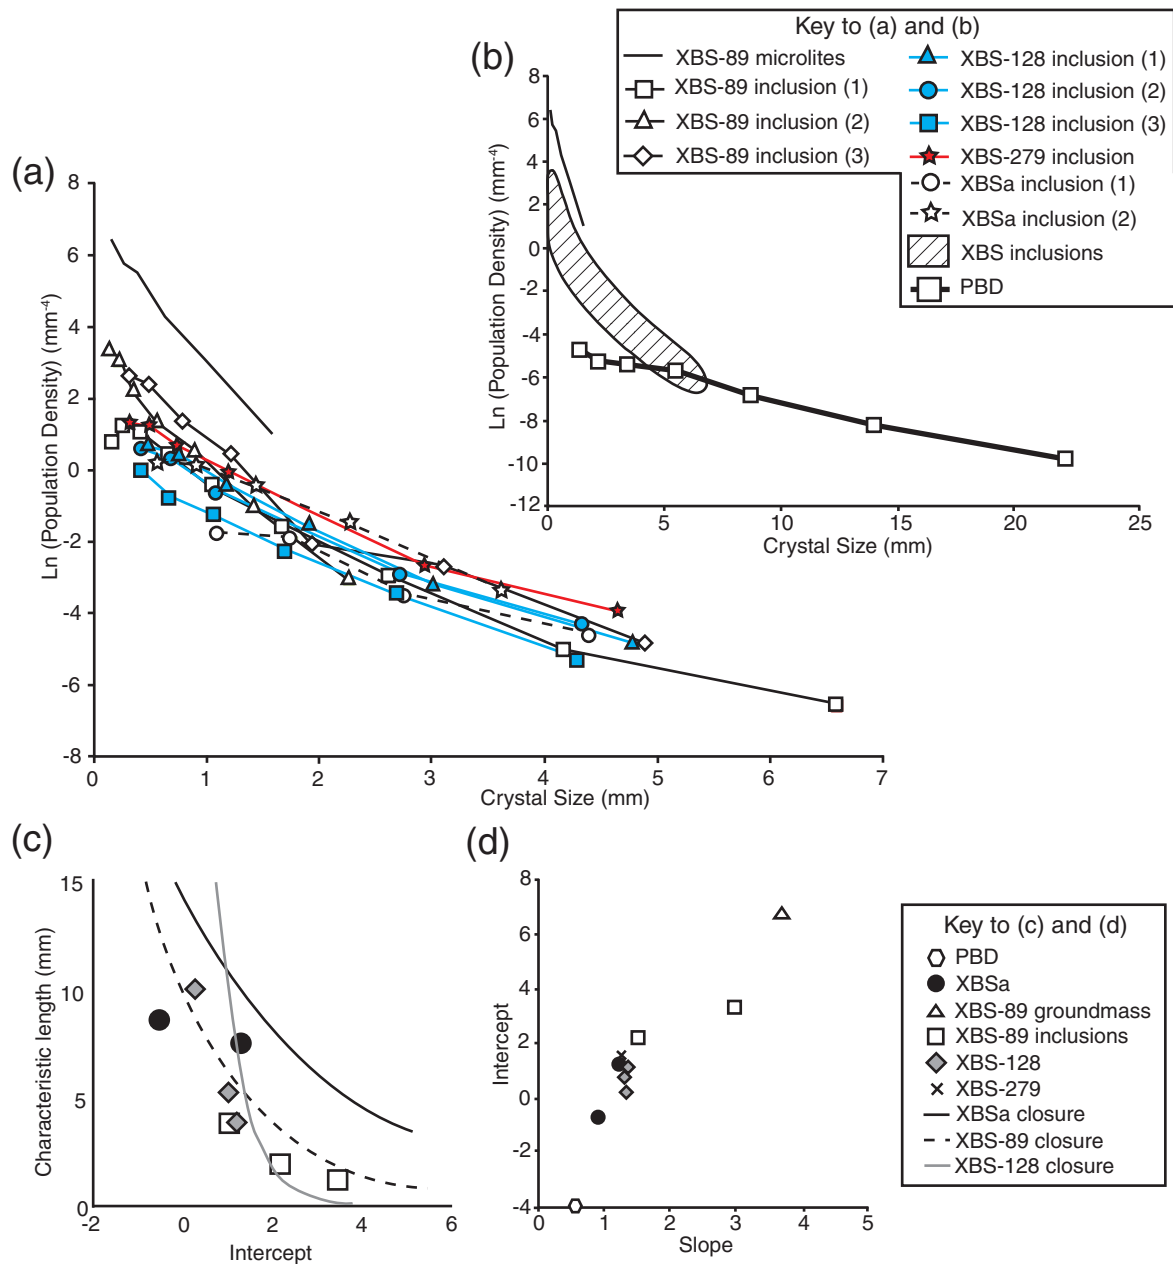 Key to (a) and (b)
XBS-89 microlites
XBS-89 inclusion (1)
XBS-89 inclusion (2)
XBS-89 inclusion (3)
XBS-128 inclusion (1)
XBS-128 inclusion (2)
XBS-128 inclusion (3)
XBS-279 inclusion
XBSa inclusion (1)
XBSa inclusion (2)
XBS inclusions
PBD
(b)
Ln (Population Density) (mm-4)
8
6
4
2
0
-2
-4
-6
-8
-10
-12
0
5
10
15
20
25
Crystal Size (mm)
(a)
Ln (Population Density) (mm-4)
8
6
4
2
0
-2
-4
-6
-8
0
1
2
3
4
5
6
7
Crystal Size (mm)
(c)
Characteristic length (mm)
15
10
5
0
-2
0
2
4
6
Intercept
(d)
Intercept
8
6
4
2
0
-2
-4
0
1
2
3
4
5
Slope
Key to (c) and (d)
PBD
XBSa
XBS-89 groundmass
XBS-89 inclusions
XBS-128
XBS-279
XBSa closure
XBS-89 closure
XBS-128 closure